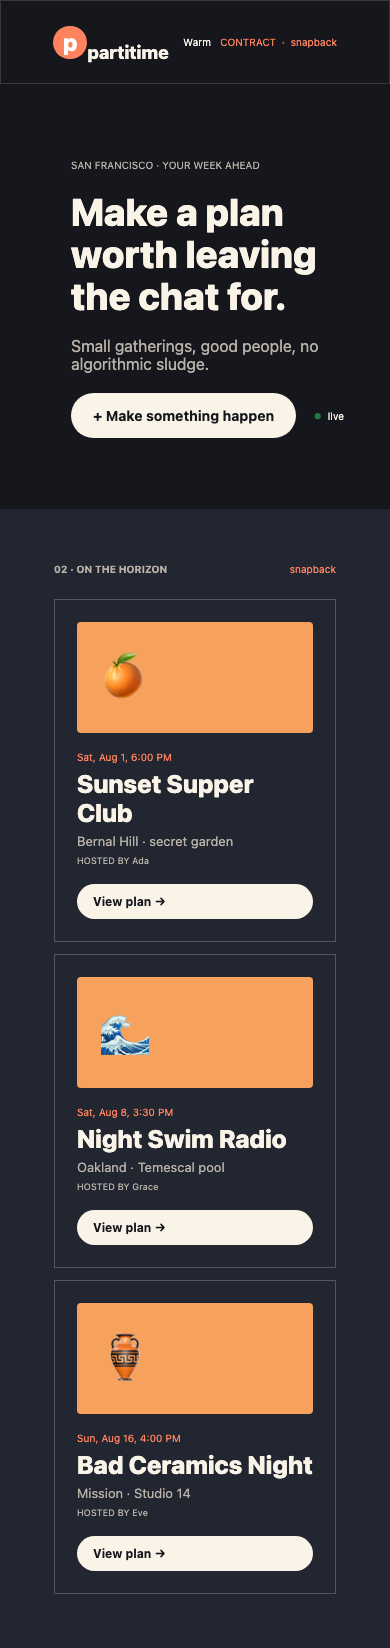 p partitime Warm CONTRACT · snapback
SAN FRANCISCO · YOUR WEEK AHEAD
Make a plan
worth leaving
the chat for.
Small gatherings, good people, no
algorithmic sludge.
+ Make something happen
live
02 · ON THE HORIZON
snapback
Sat, Aug 1, 6:00 PM
Sunset Supper
Club
Bernal Hill · secret garden
HOSTED BY Ada
View plan →
Sat, Aug 8, 3:30 PM
Night Swim Radio
Oakland · Temescal pool
HOSTED BY Grace
View plan →
Sun, Aug 16, 4:00 PM
Bad Ceramics Night
Mission · Studio 14
HOSTED BY Eve
View plan →